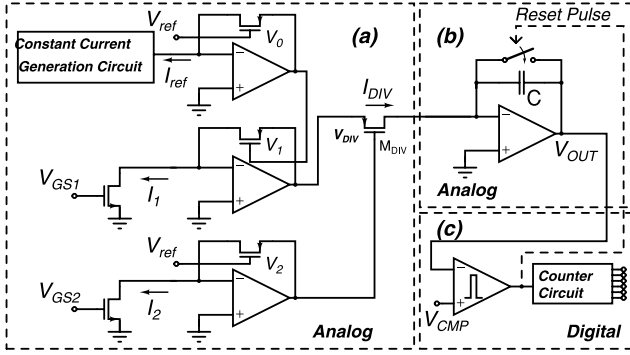 Reset Pulse
V_ref
(a)
(b)
Constant Current
Generation Circuit
V_0
I_ref
−
+
I_DIV
C
V_DIV
M_DIV
−
+
V_OUT
V_1
V_GS1
I_1
−
+
Analog
V_ref
(c)
V_2
V_GS2
I_2
−
+
−
+
Counter
Circuit
V_CMP
Analog
Digital